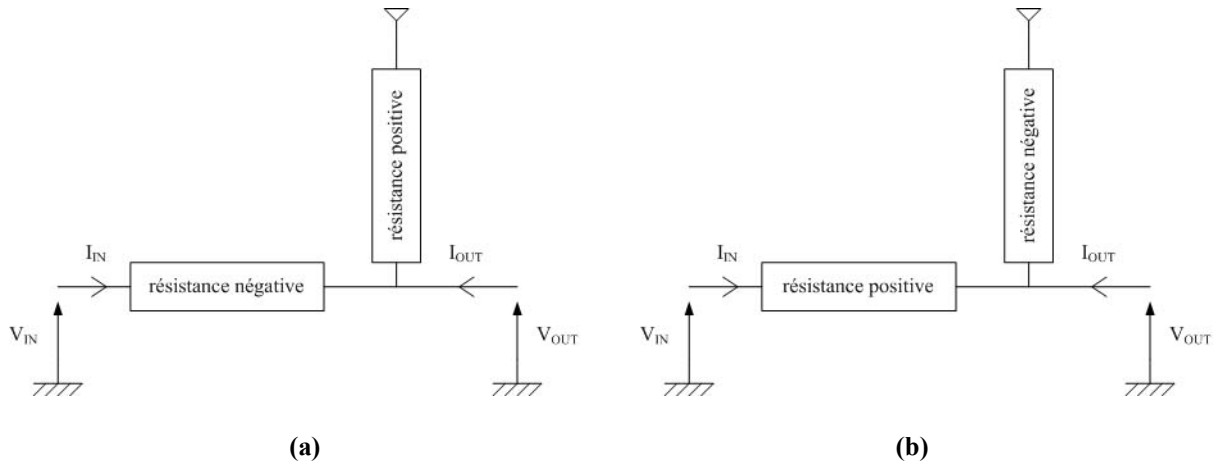 résistance positive
I_IN
I_OUT
résistance négative
V_IN
V_OUT
(a)
résistance négative
I_IN
I_OUT
résistance positive
V_IN
V_OUT
(b)